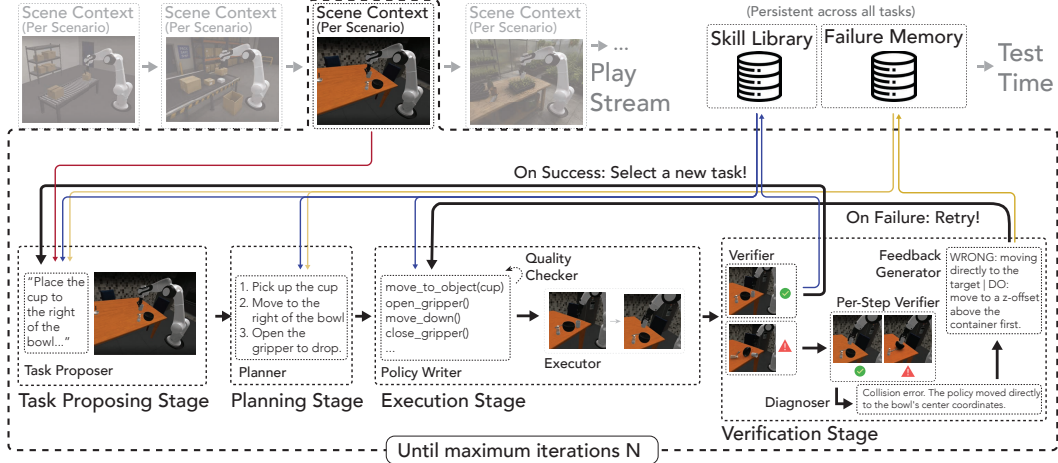 Scene Context
(Per Scenario)
Scene Context
(Per Scenario)
Scene Context
(Per Scenario)
Scene Context
(Per Scenario)
...
Play
Stream
(Persistent across all tasks)
Skill Library
Failure Memory
Test
Time
On Success: Select a new task!
On Failure: Retry!
“Place the
cup to
the right
of the
bowl...”
Task Proposer
Task Proposing Stage
1. Pick up the cup
2. Move to the
right of the bowl
3. Open the
gripper to drop.
Planner
Planning Stage
Quality
Checker
move_to_object(cup)
open_gripper()
move_down()
close_gripper()
...
Policy Writer
Executor
Execution Stage
Verifier
Feedback
Generator
WRONG: moving
directly to the
target | DO:
move to a z-offset
above the
container first.
Per-Step Verifier
Diagnoser
Collision error. The policy moved directly
to the bowl's center coordinates.
Verification Stage
Until maximum iterations N